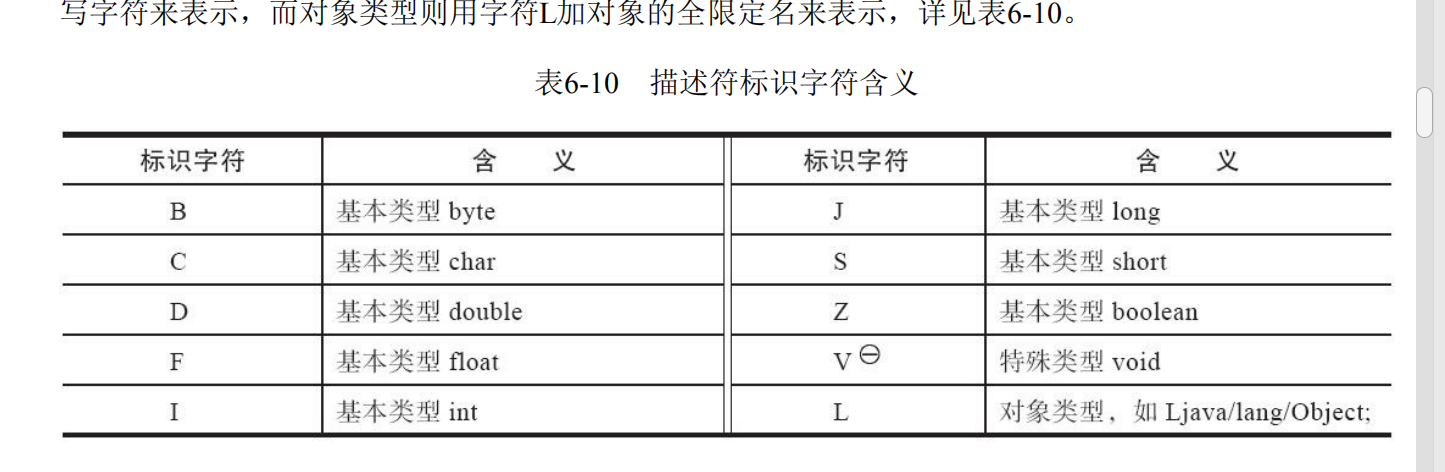 写字符来表示，而对象类型则用字符L加对象的全限定名来表示，详见表6-10。
表6-10 描述符标识字符含义
标识字符 含 义 标识字符 含 义
B 基本类型 byte J 基本类型 long
C 基本类型 char S 基本类型 short
D 基本类型 double Z 基本类型 boolean
F 基本类型 float V㊀ 特殊类型 void
I 基本类型 int L 对象类型，如 Ljava/lang/Object;